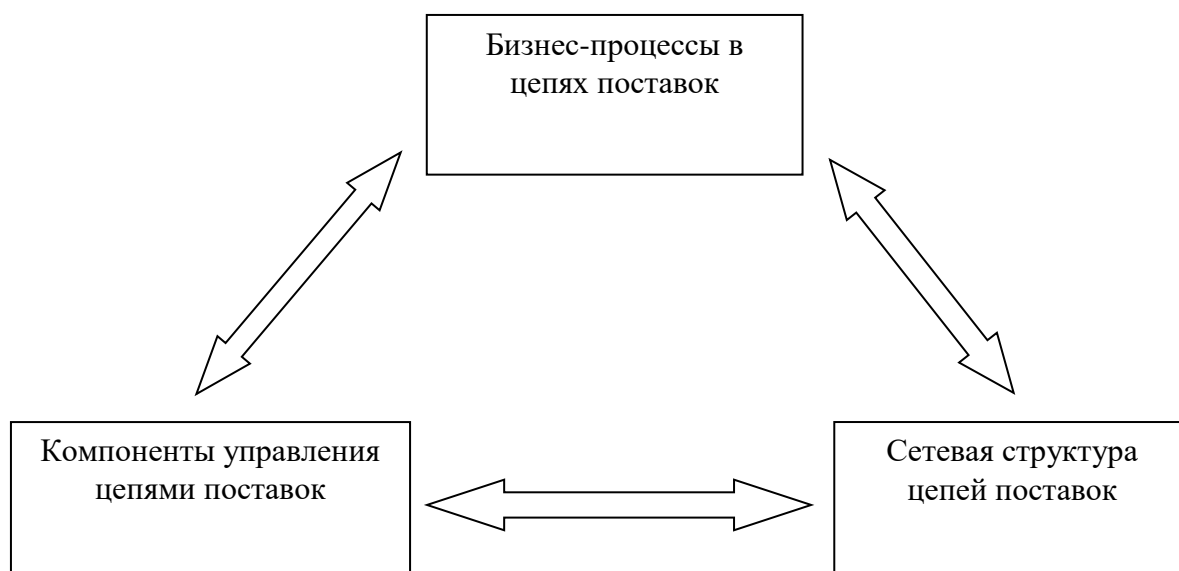 Бизнес-процессы в
цепях поставок
Компоненты управления
цепями поставок
Сетевая структура
цепей поставок